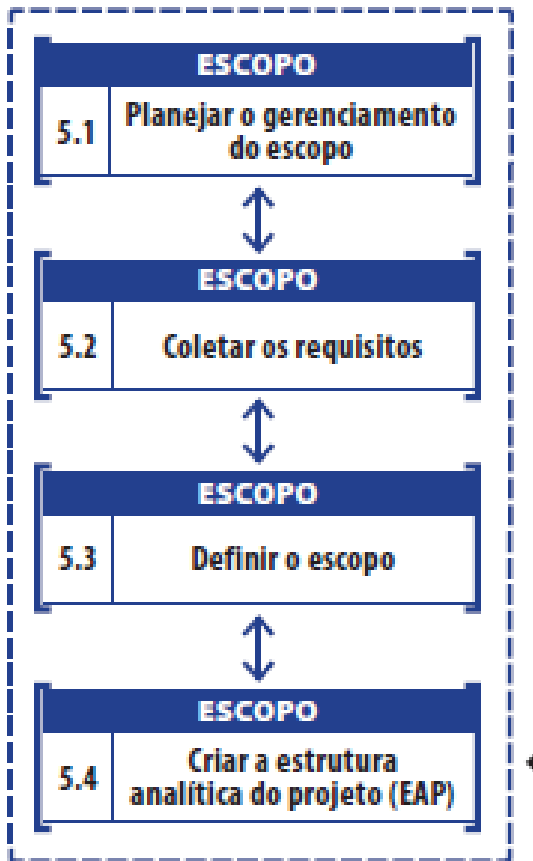 ESCOPO
5.1
Planejar o gerenciamento
do escopo
ESCOPO
5.2
Coletar os requisitos
ESCOPO
5.3
Definir o escopo
ESCOPO
5.4
Criar a estrutura
analítica do projeto (EAP)